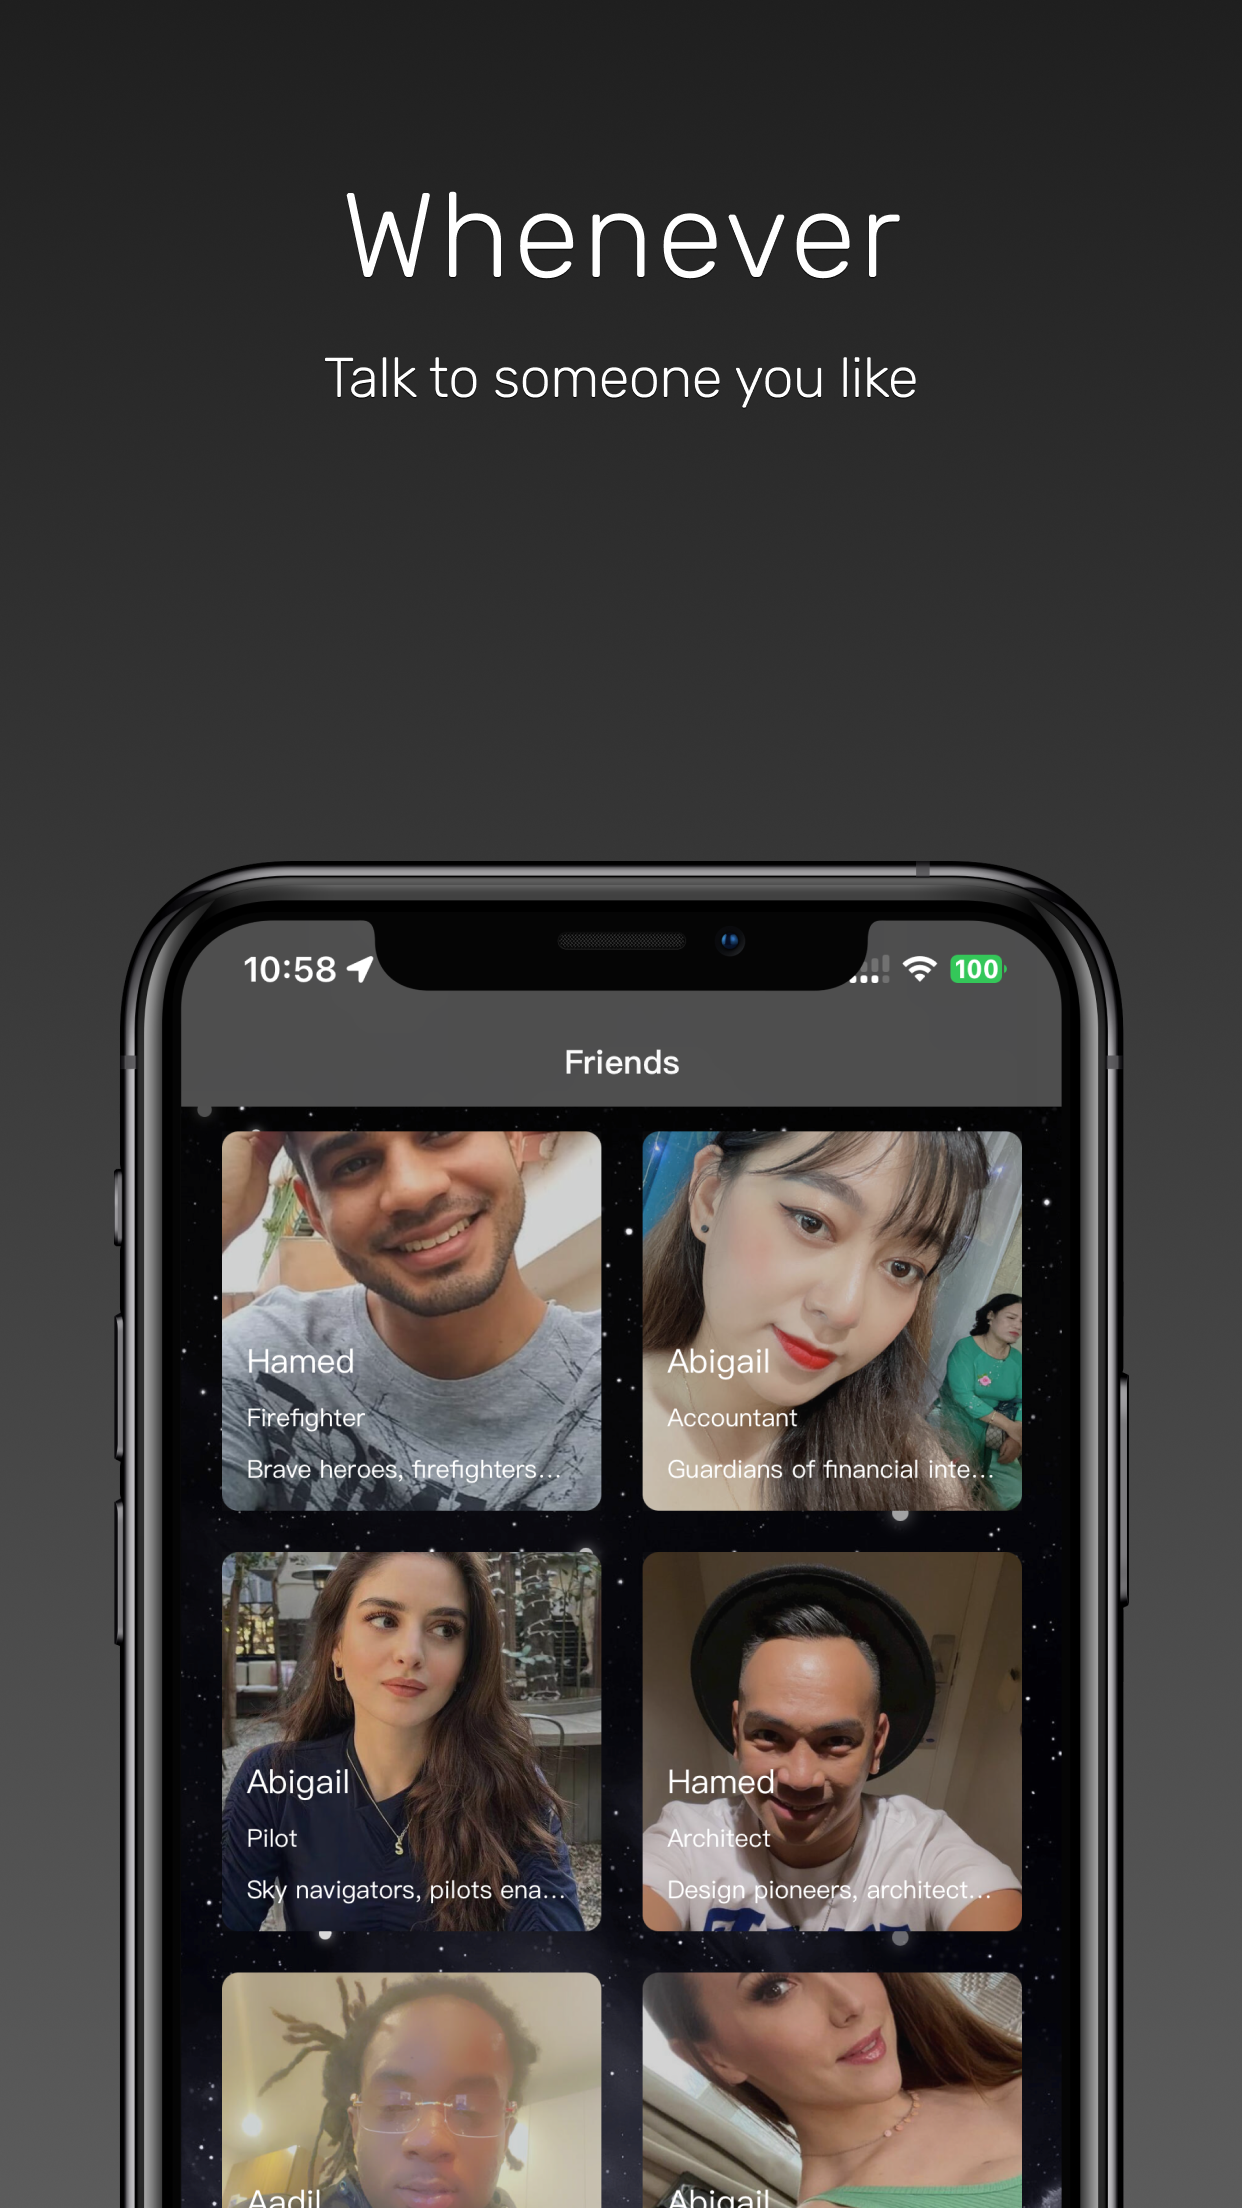 Whenever
Talk to someone you like
10:58
100
Friends
Hamed
Firefighter
Brave heroes, firefighters...
Abigail
Accountant
Guardians of financial inte...
Abigail
Pilot
Sky navigators, pilots ena...
Hamed
Architect
Design pioneers, architect...
Aadil
Abigail